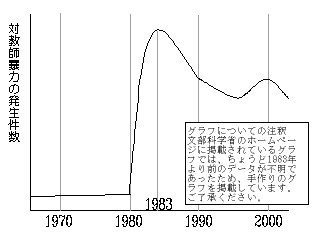 対教師暴力の発生件数
グラフについての注釈
文部科学省のホームペー
ジに掲載されているグラ
フでは、ちょうど1983年
より前のデータが不明で
あったため、手作りのグ
ラフを掲載しています。
ご了承ください。
1983
1970 1980 1990 2000